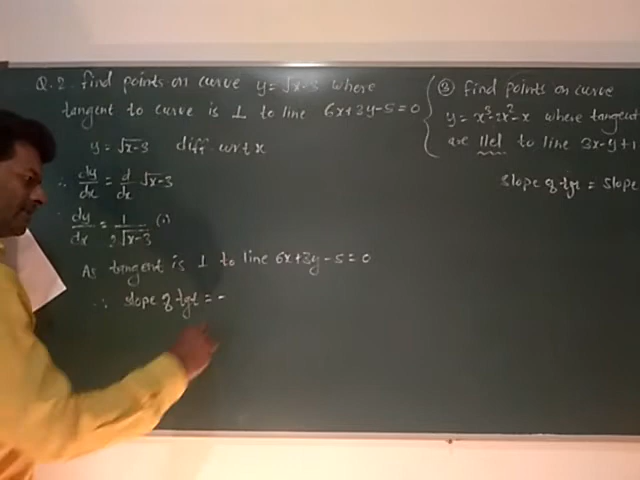 Q.2. find points on curve y = √x-3 where
tangent to curve is ⊥ to line 6x+3y-5=0
y = √x-3 diff. w.r.t x
∴ dy/dx = d/dx √x-3
dy/dx = 1/2√x-3 (1)
As tangent is ⊥ to line 6x+3y-5=0
∴ slope of tgt = -
③ find points on curve
y = x³-2x²-x where tangent
are llel to line 3x-y+1
slope of tgt = slope